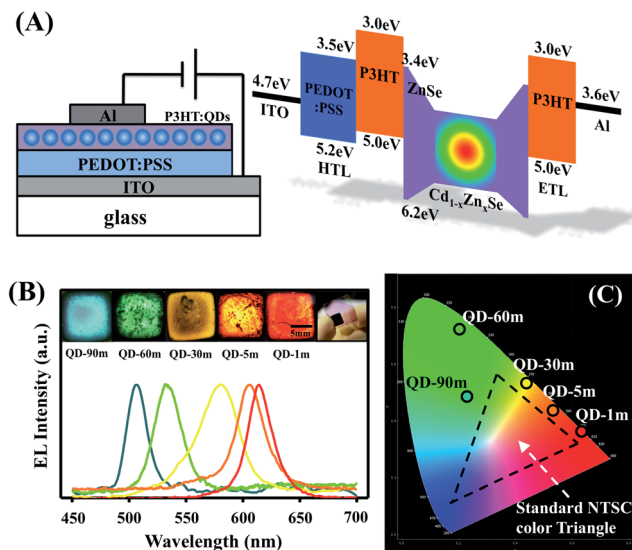 (A)
Al
P3HT:QDs
PEDOT:PSS
ITO
glass
4.7eV
ITO
3.5eV
PEDOT
:PSS
5.2eV
HTL
3.0eV
P3HT
5.0eV
3.4eV
ZnSe
Cd1-xZnxSe
6.2eV
3.0eV
P3HT
5.0eV
ETL
3.6eV
Al
(B)
5mm
QD-90m QD-60m QD-30m QD-5m QD-1m
EL Intensity (a.u.)
450 500 550 600 650 700
Wavelength (nm)
(C)
QD-60m
QD-30m
QD-90m
QD-5m
QD-1m
Standard NTSC
color Triangle